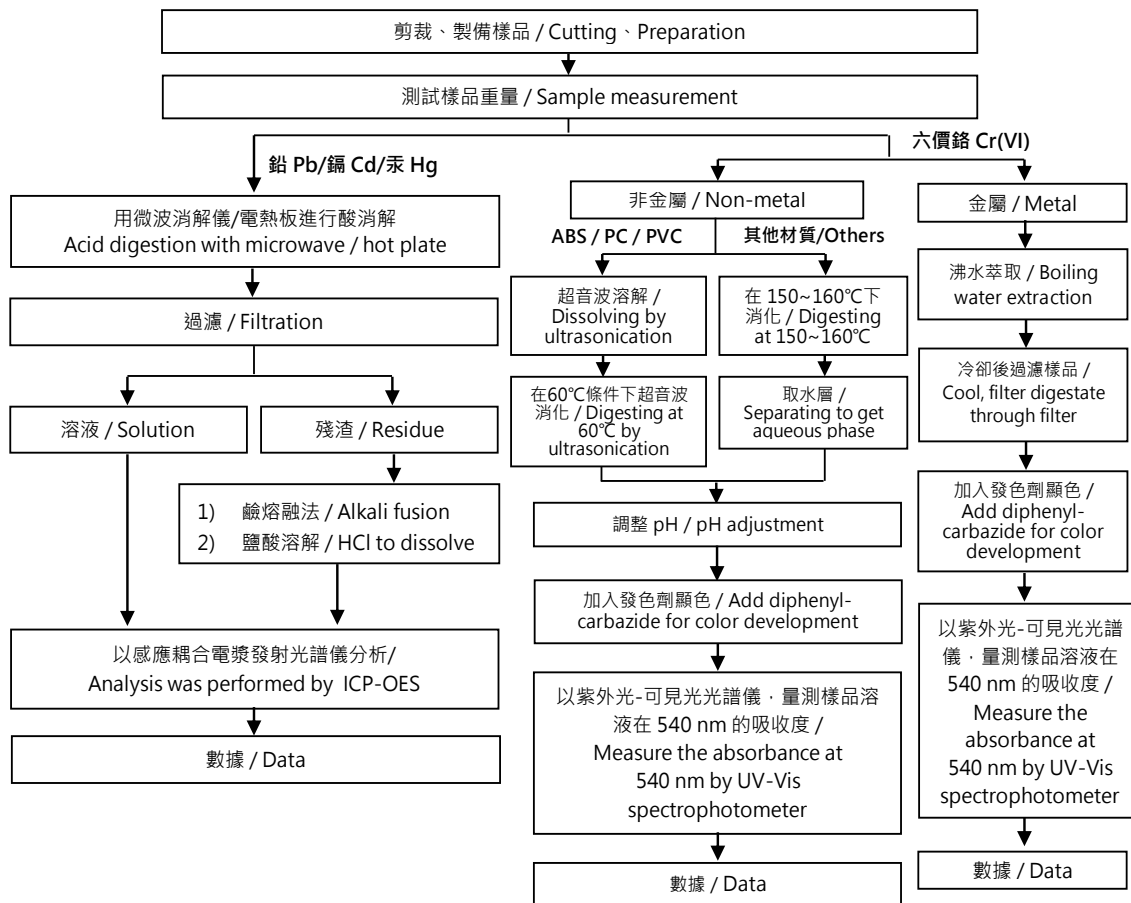 剪裁、製備樣品 / Cutting、Preparation
測試樣品重量 / Sample measurement
鉛 Pb/鎘 Cd/汞 Hg
六價鉻 Cr(VI)
用微波消解儀/電熱板進行酸消解
Acid digestion with microwave / hot plate
過濾 / Filtration
溶液 / Solution
殘渣 / Residue
1) 鹼熔融法 / Alkali fusion
2) 鹽酸溶解 / HCl to dissolve
以感應耦合電漿發射光譜儀分析/
Analysis was performed by ICP-OES
數據 / Data
非金屬 / Non-metal
ABS / PC / PVC
其他材質/Others
超音波溶解 /
Dissolving by
ultrasonication
在60℃條件下超音波
消化 / Digesting at
60℃ by
ultrasonication
在 150~160℃下
消化 / Digesting
at 150~160℃
取水層 /
Separating to get
aqueous phase
調整 pH / pH adjustment
加入發色劑顯色 / Add diphenyl-
carbazide for color development
以紫外光-可見光光譜儀，量測樣品溶
液在 540 nm 的吸收度 /
Measure the absorbance at
540 nm by UV-Vis
spectrophotometer
數據 / Data
金屬 / Metal
沸水萃取 / Boiling
water extraction
冷卻後過濾樣品 /
Cool, filter digestate
through filter
加入發色劑顯色 /
Add diphenyl-
carbazide for color
development
以紫外光-可見光光譜
儀，量測樣品溶液在
540 nm 的吸收度 /
Measure the
absorbance at
540 nm by UV-Vis
spectrophotometer
數據 / Data